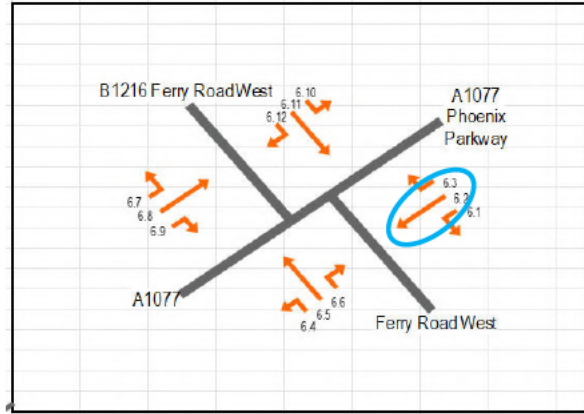 B1216 Ferry Road West
6.10
6.11
6.12
A1077
Phoenix
Parkway
6.7
6.8
6.9
6.3
6.2
6.1
A1077
6.6
6.5
6.4
Ferry Road West